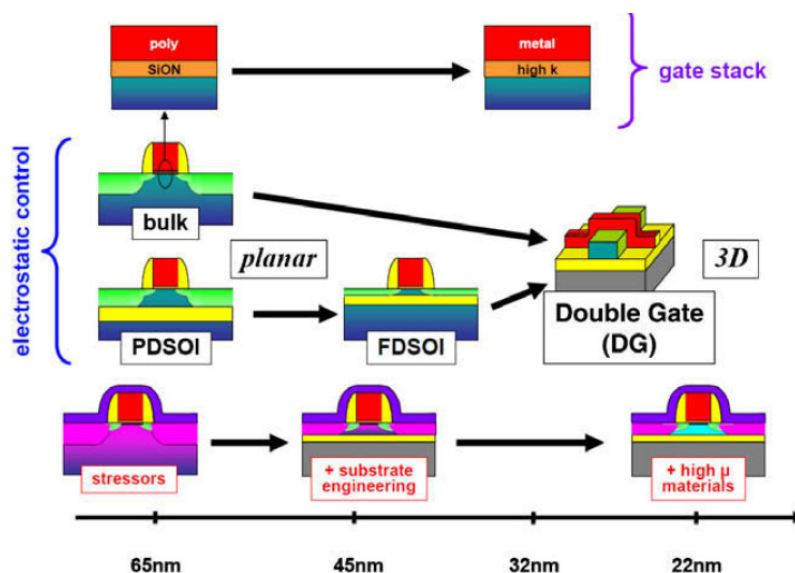 poly
SiON
metal
high k
gate stack
electrostatic control
bulk
planar
3D
PDSOI
FDSOI
Double Gate
(DG)
stressors
+ substrate
engineering
+ high μ
materials
65nm
45nm
32nm
22nm